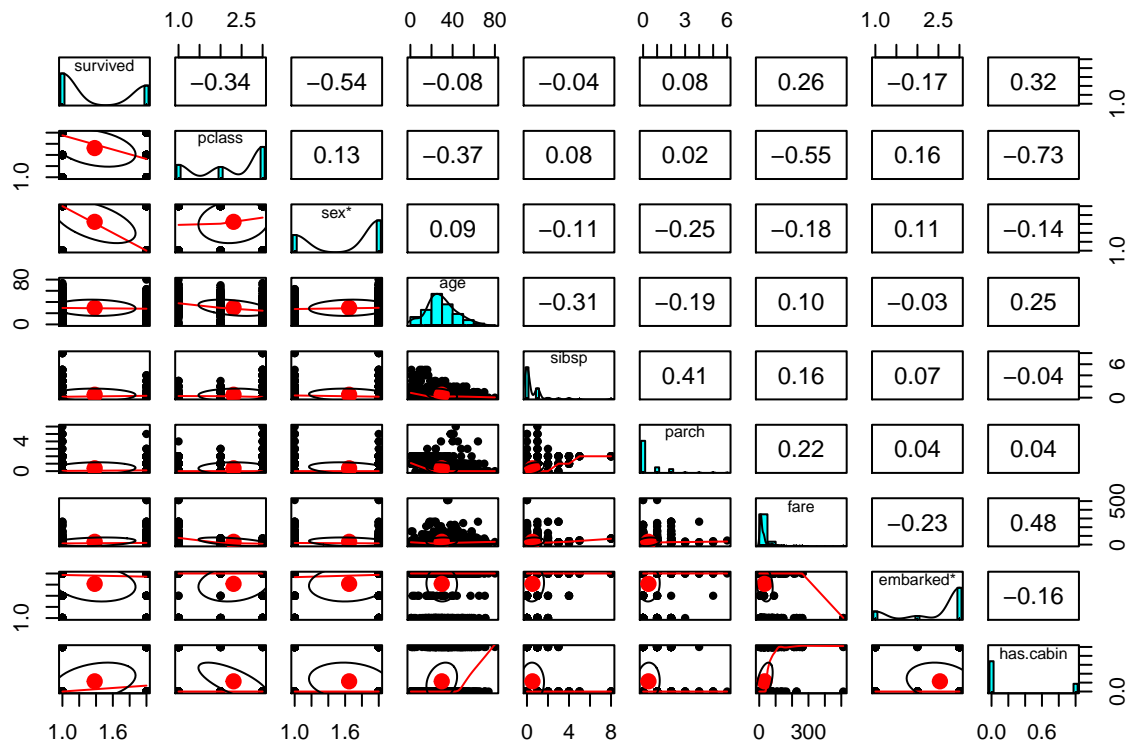 1.0 2.5 0 40 80 0 3 6 1.0 2.5
survived −0.34 −0.54 −0.08 −0.04 0.08 0.26 −0.17 0.32 1.0
1.0 pclass 0.13 −0.37 0.08 0.02 −0.55 0.16 −0.73
sex* 0.09 −0.11 −0.25 −0.18 0.11 −0.14 1.0
0 80 age −0.31 −0.19 0.10 −0.03 0.25
sibsp 0.41 0.16 0.07 −0.04 0 6
0 4 parch 0.22 0.04 0.04
fare −0.23 0.48 0 500
1.0 embarked* −0.16
has.cabin 0.0
1.0 1.6 1.0 1.6 0 4 8 0 300 0.0 0.6